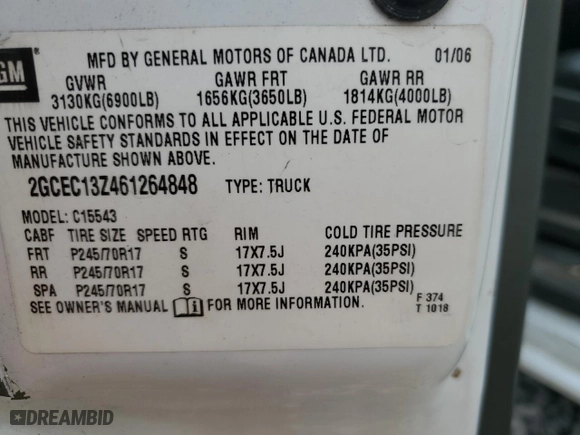 GM
MFD BY GENERAL MOTORS OF CANADA LTD. 01/06
GVWR GAWR FRT GAWR RR
3130KG(6900LB) 1656KG(3650LB) 1814KG(4000LB)
THIS VEHICLE CONFORMS TO ALL APPLICABLE U.S. FEDERAL MOTOR
VEHICLE SAFETY STANDARDS IN EFFECT ON THE DATE OF
MANUFACTURE SHOWN ABOVE.
2GCEC13Z461264848 TYPE: TRUCK
MODEL: C15543
CABF TIRE SIZE SPEED RTG RIM COLD TIRE PRESSURE
FRT P245/70R17 S 17X7.5J 240KPA(35PSI)
RR P245/70R17 S 17X7.5J 240KPA(35PSI)
SPA P245/70R17 S 17X7.5J 240KPA(35PSI)
SEE OWNER'S MANUAL FOR MORE INFORMATION.
F 374
T 1018
DREAMBID